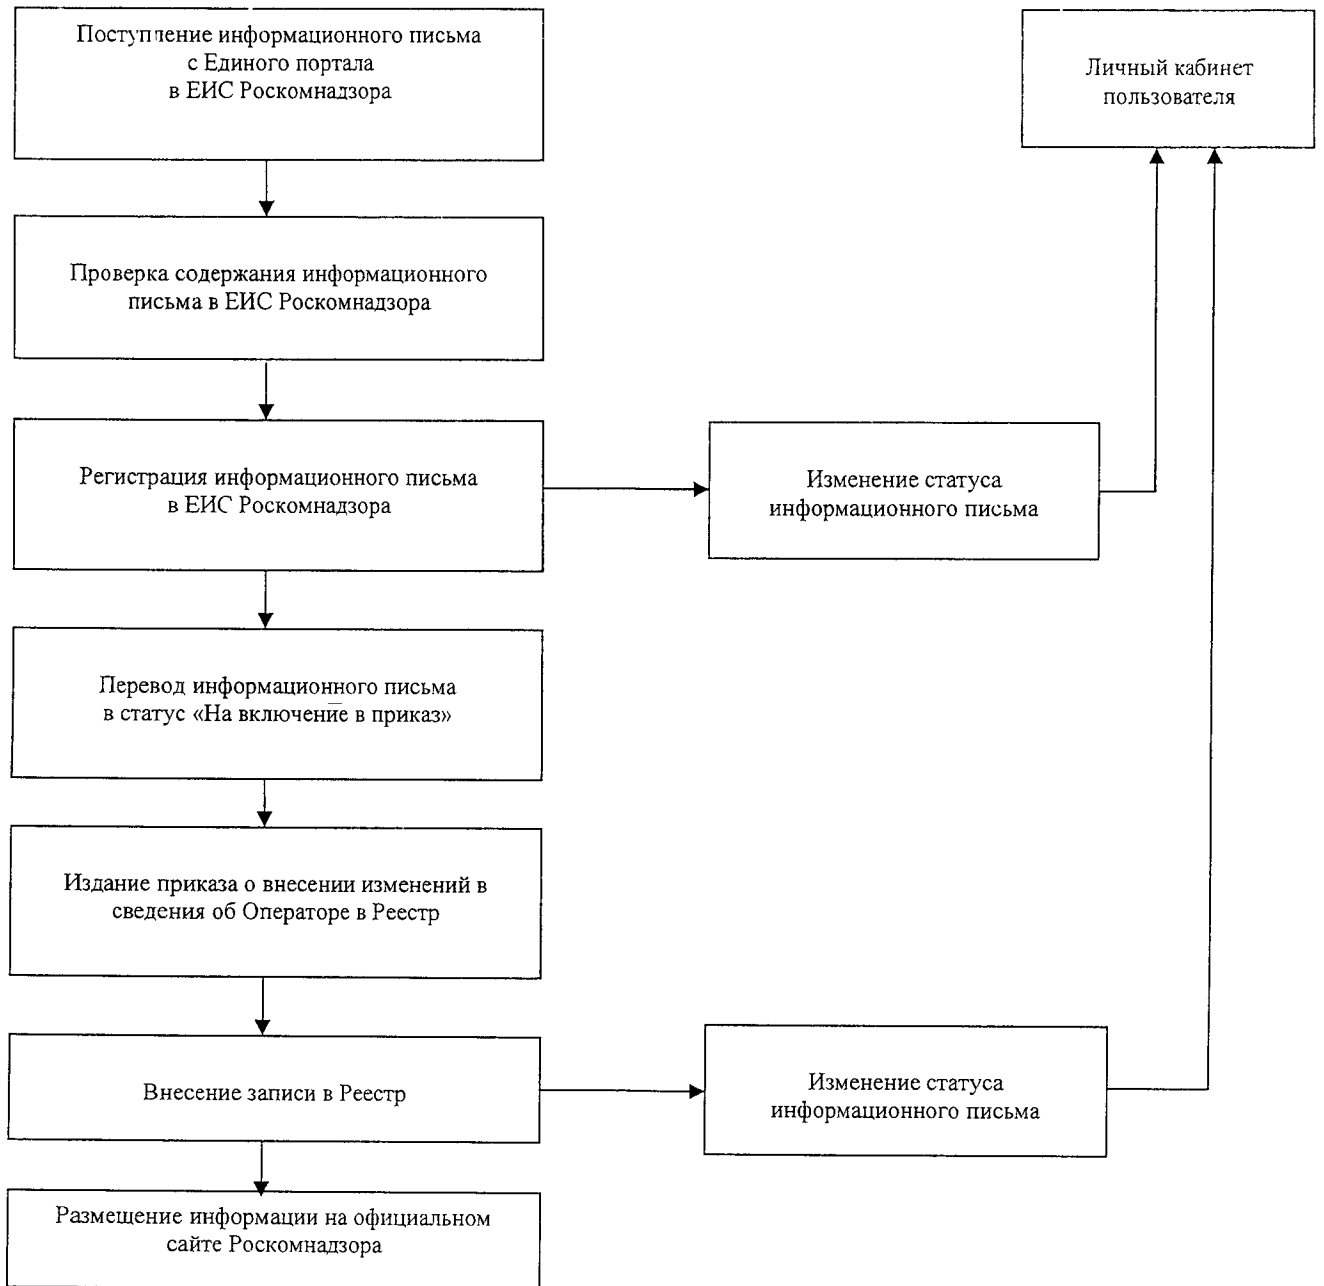 Поступление информационного письма
с Единого портала
в ЕИС Роскомнадзора
Личный кабинет
пользователя
Проверка содержания информационного
письма в ЕИС Роскомнадзора
Регистрация информационного письма
в ЕИС Роскомнадзора
Изменение статуса
информационного письма
Перевод информационного письма
в статус «На включение в приказ»
Издание приказа о внесении изменений в
сведения об Операторе в Реестр
Внесение записи в Реестр
Изменение статуса
информационного письма
Размещение информации на официальном
сайте Роскомнадзора